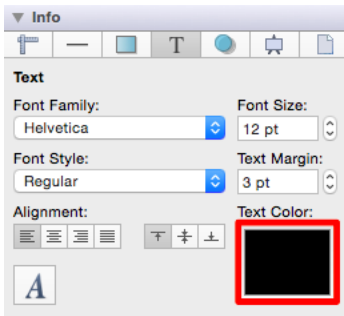 Info
T
Text
Font Family: Font Size:
Helvetica 12 pt
Font Style: Text Margin:
Regular 3 pt
Alignment: Text Color:
A